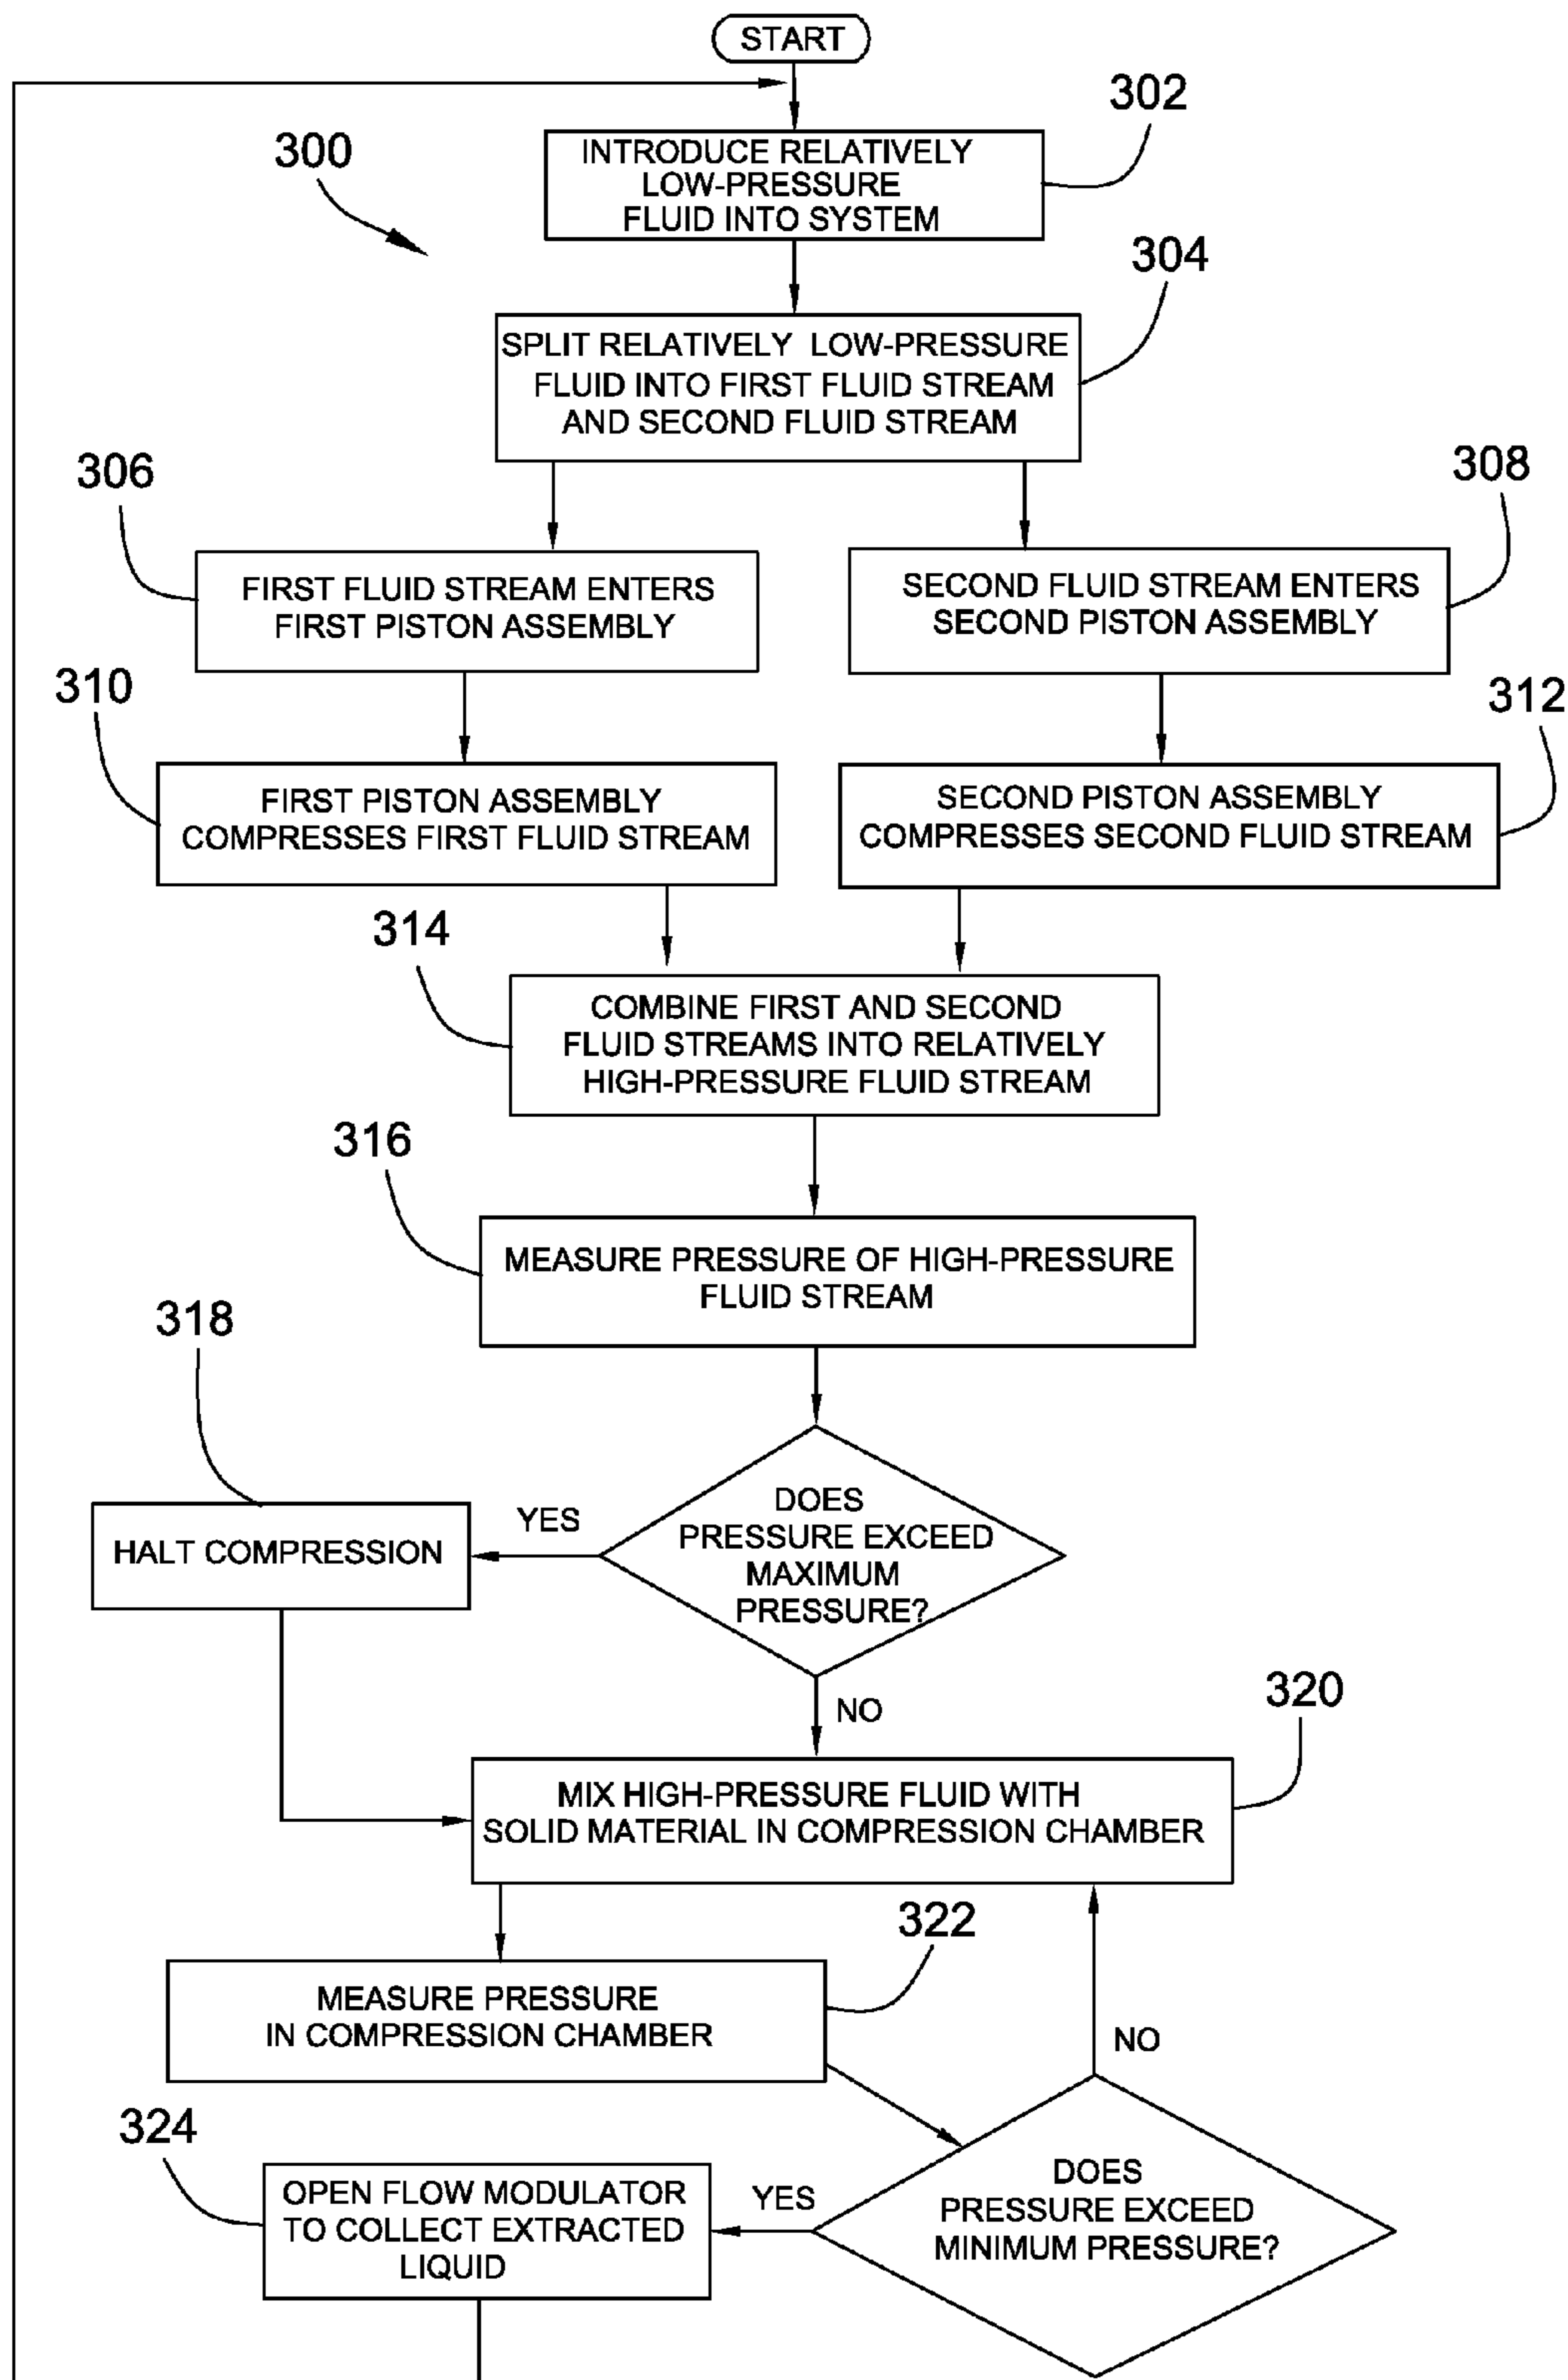 START
302
300
INTRODUCE RELATIVELY
LOW-PRESSURE
FLUID INTO SYSTEM
304
SPLIT RELATIVELY LOW-PRESSURE
FLUID INTO FIRST FLUID STREAM
AND SECOND FLUID STREAM
306
308
FIRST FLUID STREAM ENTERS
FIRST PISTON ASSEMBLY
SECOND FLUID STREAM ENTERS
SECOND PISTON ASSEMBLY
310
312
FIRST PISTON ASSEMBLY
COMPRESSES FIRST FLUID STREAM
SECOND PISTON ASSEMBLY
COMPRESSES SECOND FLUID STREAM
314
COMBINE FIRST AND SECOND
FLUID STREAMS INTO RELATIVELY
HIGH-PRESSURE FLUID STREAM
316
MEASURE PRESSURE OF HIGH-PRESSURE
FLUID STREAM
318
DOES
PRESSURE EXCEED
MAXIMUM
PRESSURE?
YES
HALT COMPRESSION
NO
320
MIX HIGH-PRESSURE FLUID WITH
SOLID MATERIAL IN COMPRESSION CHAMBER
322
MEASURE PRESSURE
IN COMPRESSION CHAMBER
NO
324
DOES
PRESSURE EXCEED
MINIMUM PRESSURE?
YES
OPEN FLOW MODULATOR
TO COLLECT EXTRACTED
LIQUID